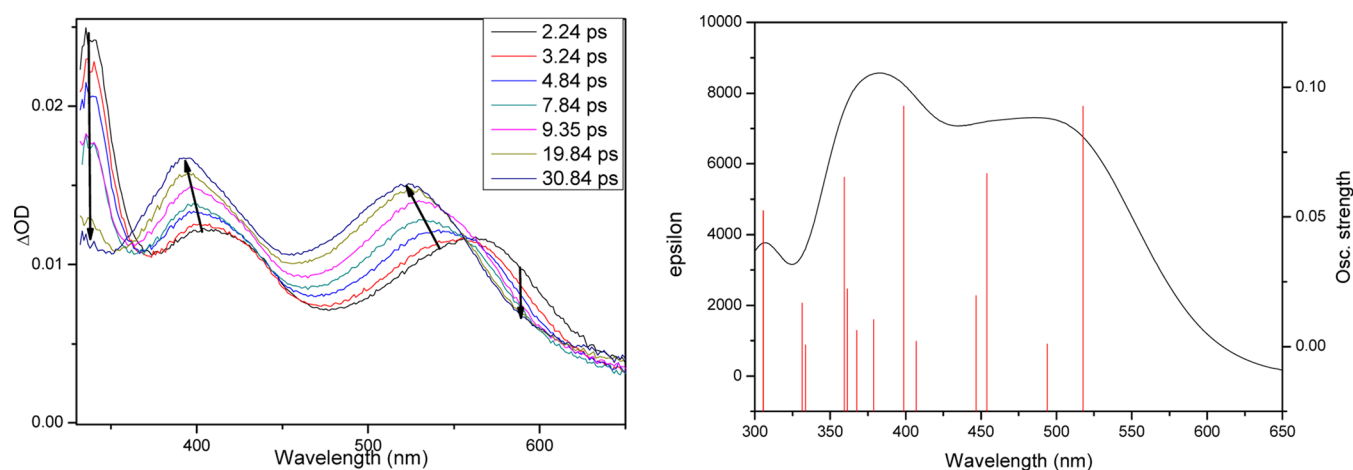 2.24 ps
3.24 ps
4.84 ps
7.84 ps
9.35 ps
19.84 ps
30.84 ps
0.02
0.01
0.00
ΔOD
400
500
600
Wavelength (nm)
10000
8000
6000
4000
2000
0
epsilon
0.10
0.05
0.00
Osc. strength
300
350
400
450
500
550
600
650
Wavelength (nm)